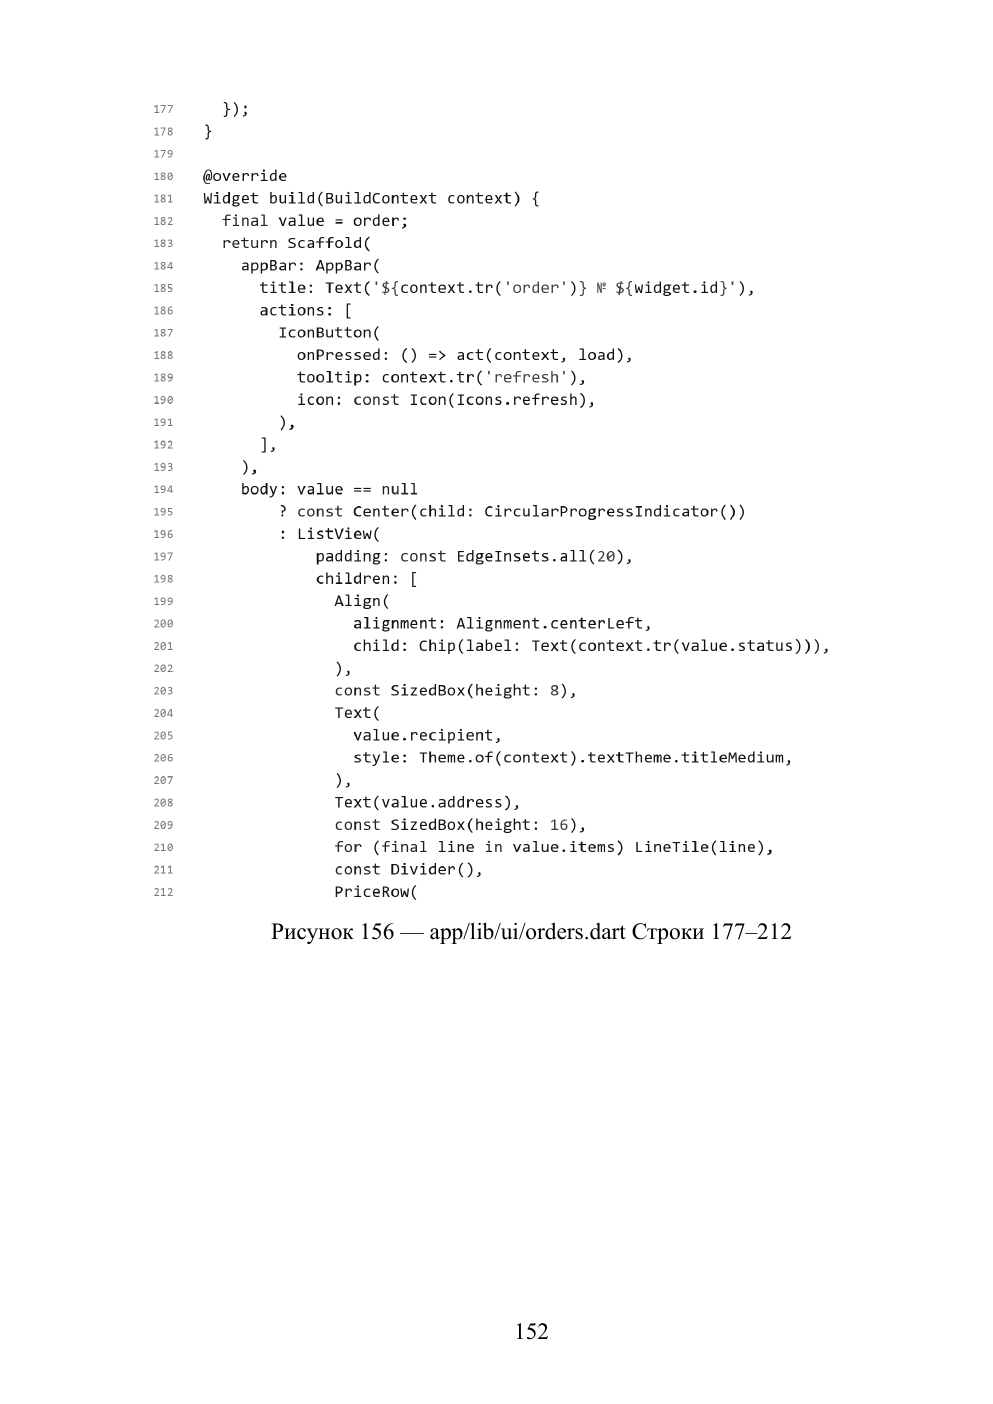 177 });
178 }
179
180 @override
181 Widget build(BuildContext context) {
182 final value = order;
183 return Scaffold(
184 appBar: AppBar(
185 title: Text('${context.tr('order')} № ${widget.id}'),
186 actions: [
187 IconButton(
188 onPressed: () => act(context, load),
189 tooltip: context.tr('refresh'),
190 icon: const Icon(Icons.refresh),
191 ),
192 ],
193 ),
194 body: value == null
195 ? const Center(child: CircularProgressIndicator())
196 : ListView(
197 padding: const EdgeInsets.all(20),
198 children: [
199 Align(
200 alignment: Alignment.centerLeft,
201 child: Chip(label: Text(context.tr(value.status))),
202 ),
203 const SizedBox(height: 8),
204 Text(
205 value.recipient,
206 style: Theme.of(context).textTheme.titleMedium,
207 ),
208 Text(value.address),
209 const SizedBox(height: 16),
210 for (final line in value.items) LineTile(line),
211 const Divider(),
212 PriceRow(
Рисунок 156 — app/lib/ui/orders.dart Строки 177–212
152